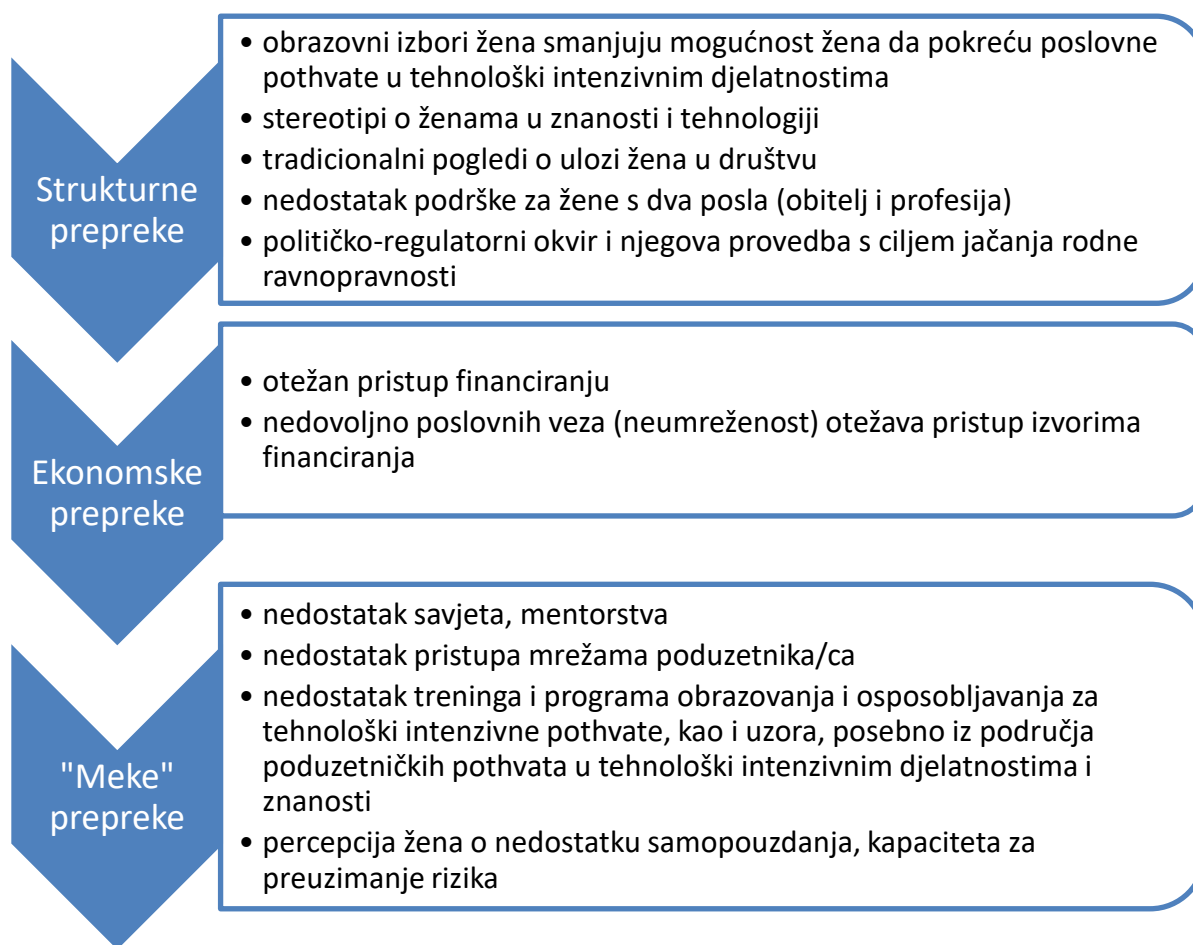 Strukturne
prepreke
• obrazovni izbori žena smanjuju mogućnost žena da pokreću poslovne
pothvate u tehnološki intenzivnim djelatnostima
• stereotipi o ženama u znanosti i tehnologiji
• tradicionalni pogledi o ulozi žena u društvu
• nedostatak podrške za žene s dva posla (obitelj i profesija)
• političko-regulatorni okvir i njegova provedba s ciljem jačanja rodne
ravnopravnosti
Ekonomske
prepreke
• otežan pristup financiranju
• nedovoljno poslovnih veza (neumreženost) otežava pristup izvorima
financiranja
"Meke"
prepreke
• nedostatak savjeta, mentorstva
• nedostatak pristupa mrežama poduzetnika/ca
• nedostatak treninga i programa obrazovanja i osposobljavanja za
tehnološki intenzivne pothvate, kao i uzora, posebno iz područja
poduzetničkih pothvata u tehnološki intenzivnim djelatnostima i
znanosti
• percepcija žena o nedostatku samopouzdanja, kapaciteta za
preuzimanje rizika